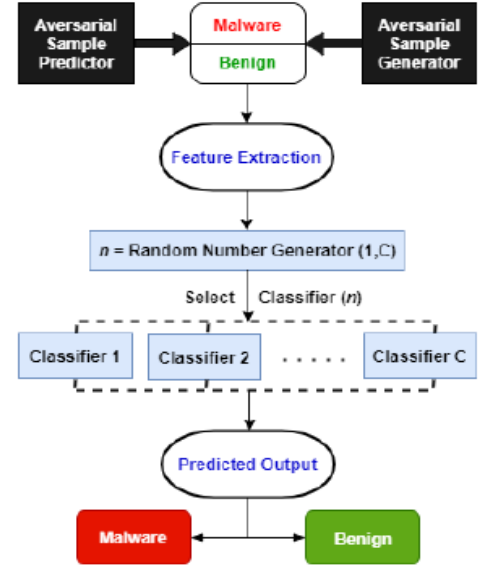 Aversarial
Sample
Predictor
Malware
Benign
Aversarial
Sample
Generator
Feature Extraction
n = Random Number Generator (1,C)
Select Classifier (n)
Classifier 1
Classifier 2
. . . . .
Classifier C
Predicted Output
Malware
Benign